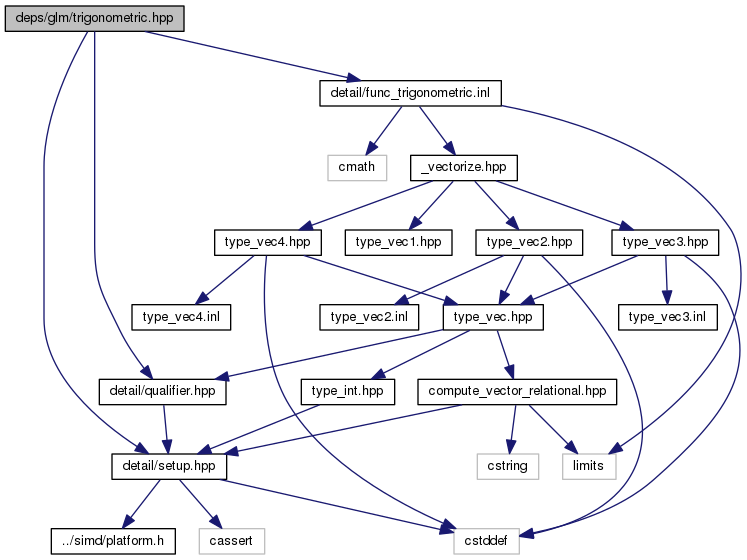 deps/glm/trigonometric.hpp
detail/func_trigonometric.inl
cmath
_vectorize.hpp
type_vec4.hpp
type_vec1.hpp
type_vec2.hpp
type_vec3.hpp
type_vec4.inl
type_vec2.inl
type_vec.hpp
type_vec3.inl
detail/qualifier.hpp
type_int.hpp
compute_vector_relational.hpp
detail/setup.hpp
cstring
limits
../simd/platform.h
cassert
cstddef